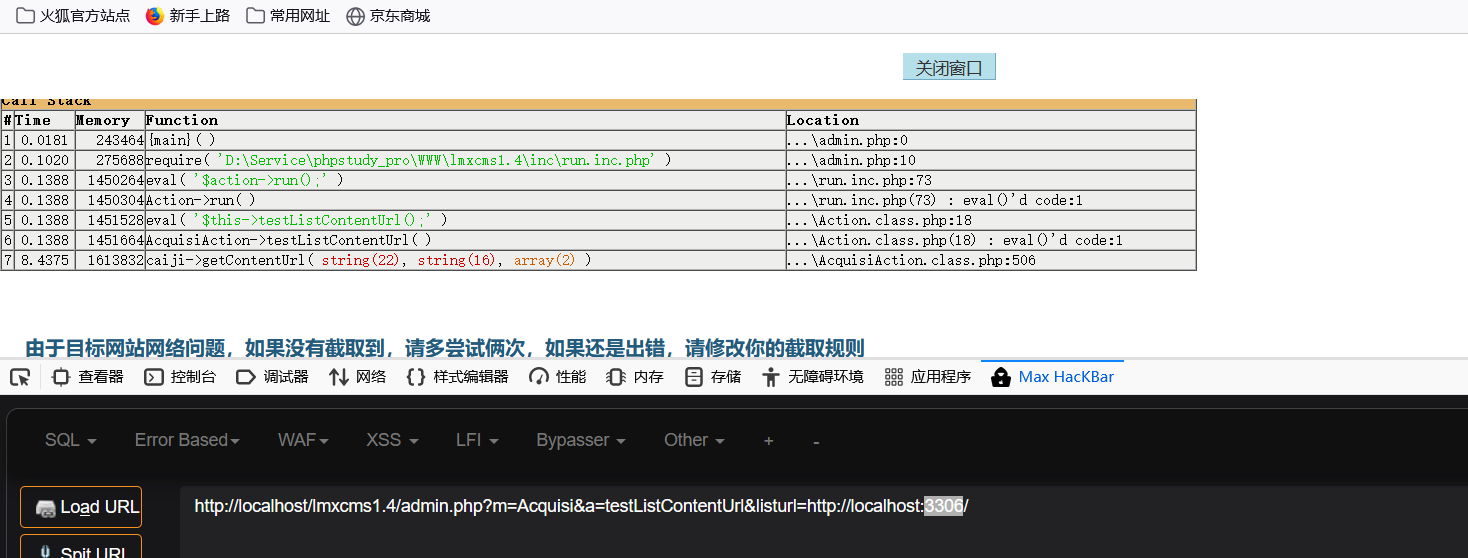 火狐官方站点 新手上路 常用网址 京东商城
关闭窗口
Call Stack
# Time Memory Function Location
1 0.0181 243464 {main}( ) ...\admin.php:0
2 0.1020 275688 require( 'D:\Service\phpstudy_pro\WWW\lmxcms1.4\inc\run.inc.php' ) ...\admin.php:10
3 0.1388 1450264 eval( '$action->run();' ) ...\run.inc.php:73
4 0.1388 1450304 Action->run( ) ...\run.inc.php(73) : eval()'d code:1
5 0.1388 1451528 eval( '$this->testListContentUrl();' ) ...\Action.class.php:18
6 0.1388 1451664 AcquisiAction->testListContentUrl( ) ...\Action.class.php(18) : eval()'d code:1
7 8.4375 1613832 caiji->getContentUrl( string(22), string(16), array(2) ) ...\AcquisiAction.class.php:506
由于目标网站网络问题，如果没有截取到，请多尝试俩次，如果还是出错，请修改你的截取规则
查看器 控制台 调试器 网络 样式编辑器 性能 内存 存储 无障碍环境 应用程序 Max HacKBar
SQL Error Based WAF XSS LFI Bypasser Other + -
Load URL http://localhost/lmxcms1.4/admin.php?m=Acquisi&a=testListContentUrl&listurl=http://localhost:3306/
Spit URL